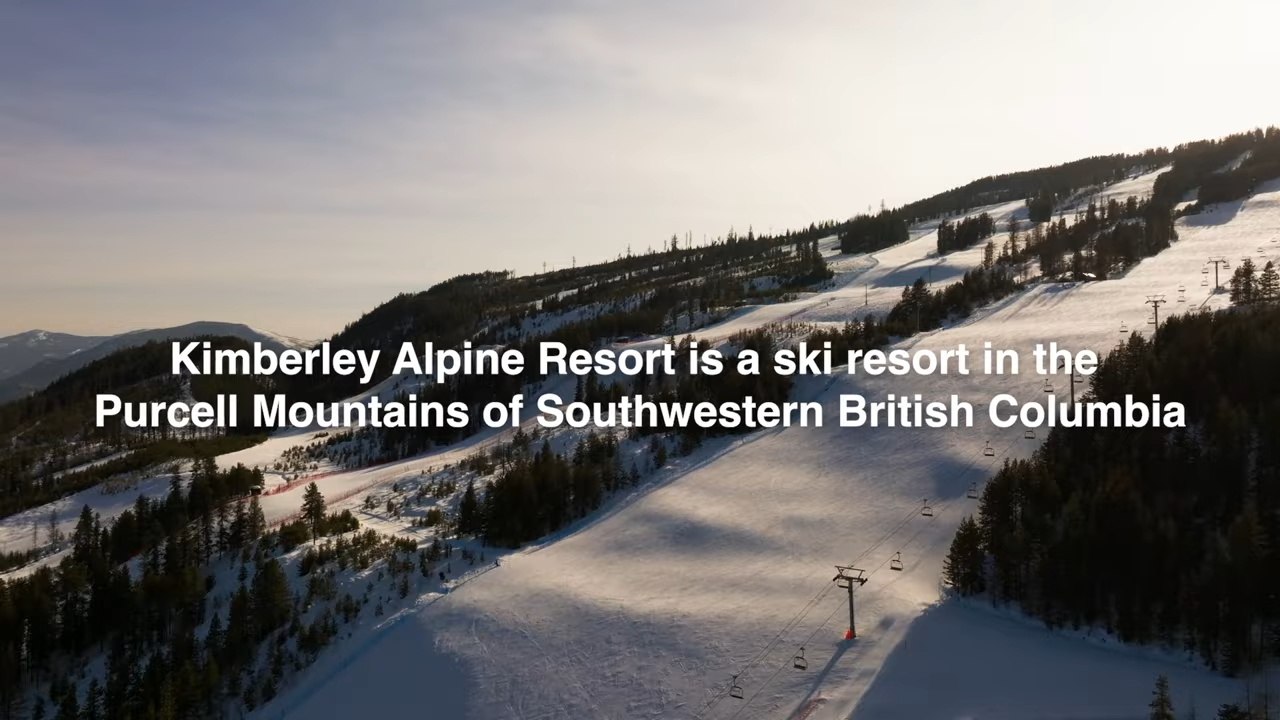 Kimberley Alpine Resort is a ski resort in the
Purcell Mountains of Southwestern British Columbia